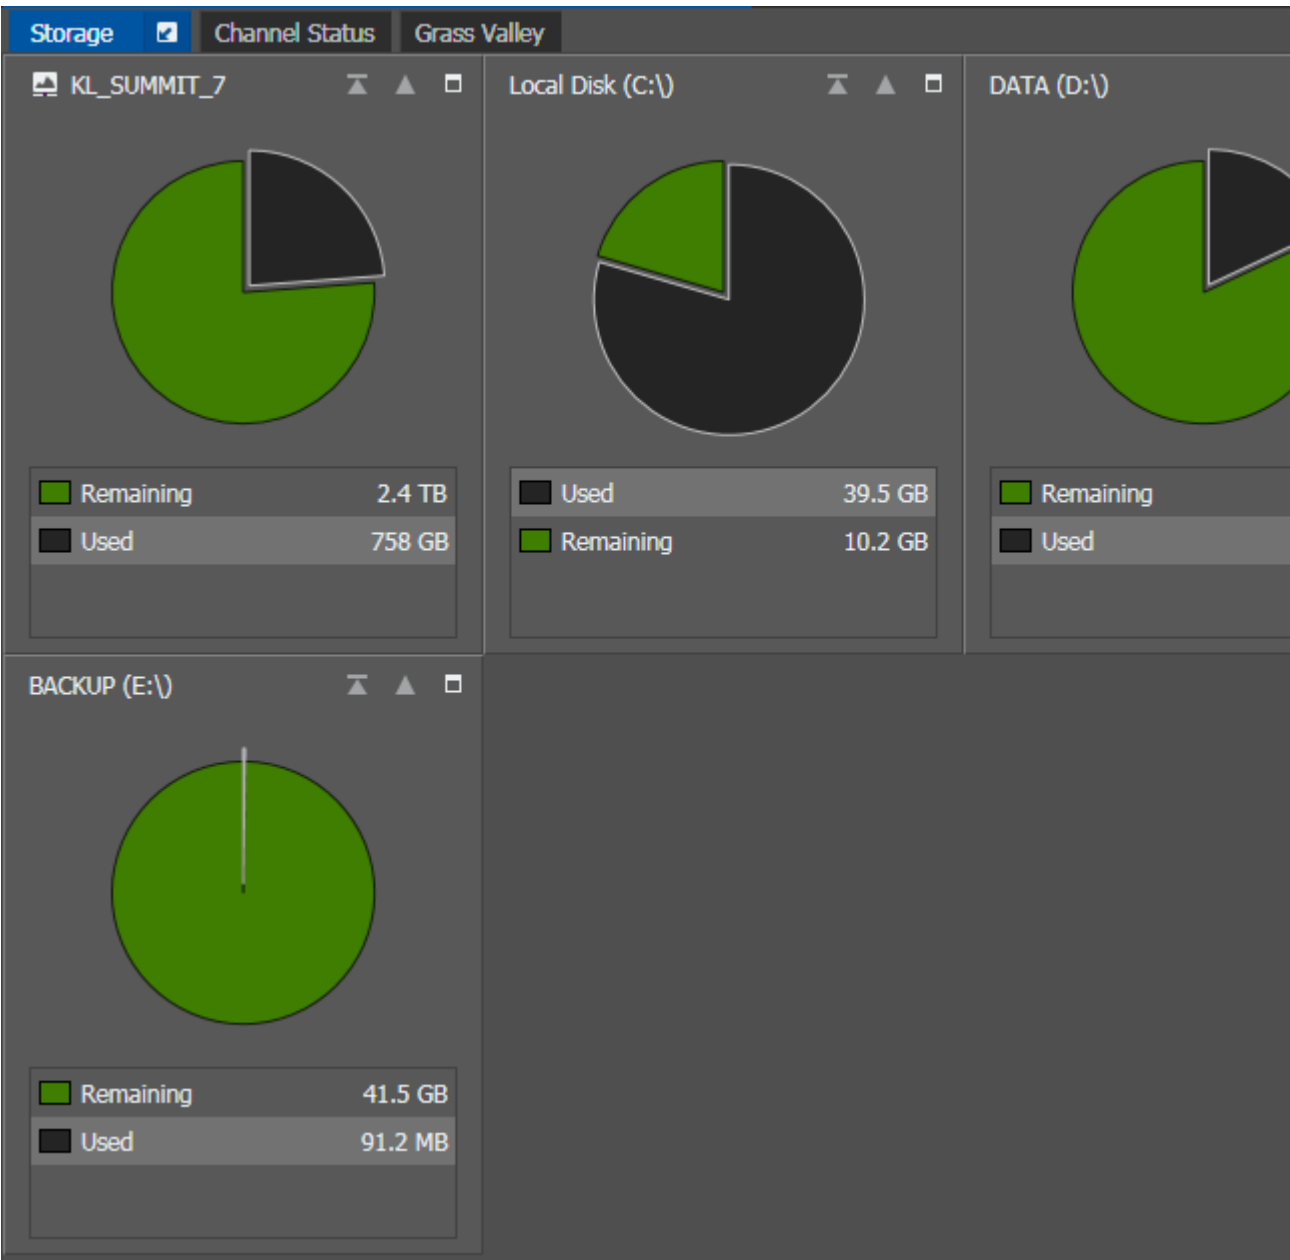 Storage Channel Status Grass Valley
KL_SUMMIT_7
Remaining 2.4 TB
Used 758 GB
Local Disk (C:\)
Used 39.5 GB
Remaining 10.2 GB
DATA (D:\)
Remaining
Used
BACKUP (E:\)
Remaining 41.5 GB
Used 91.2 MB